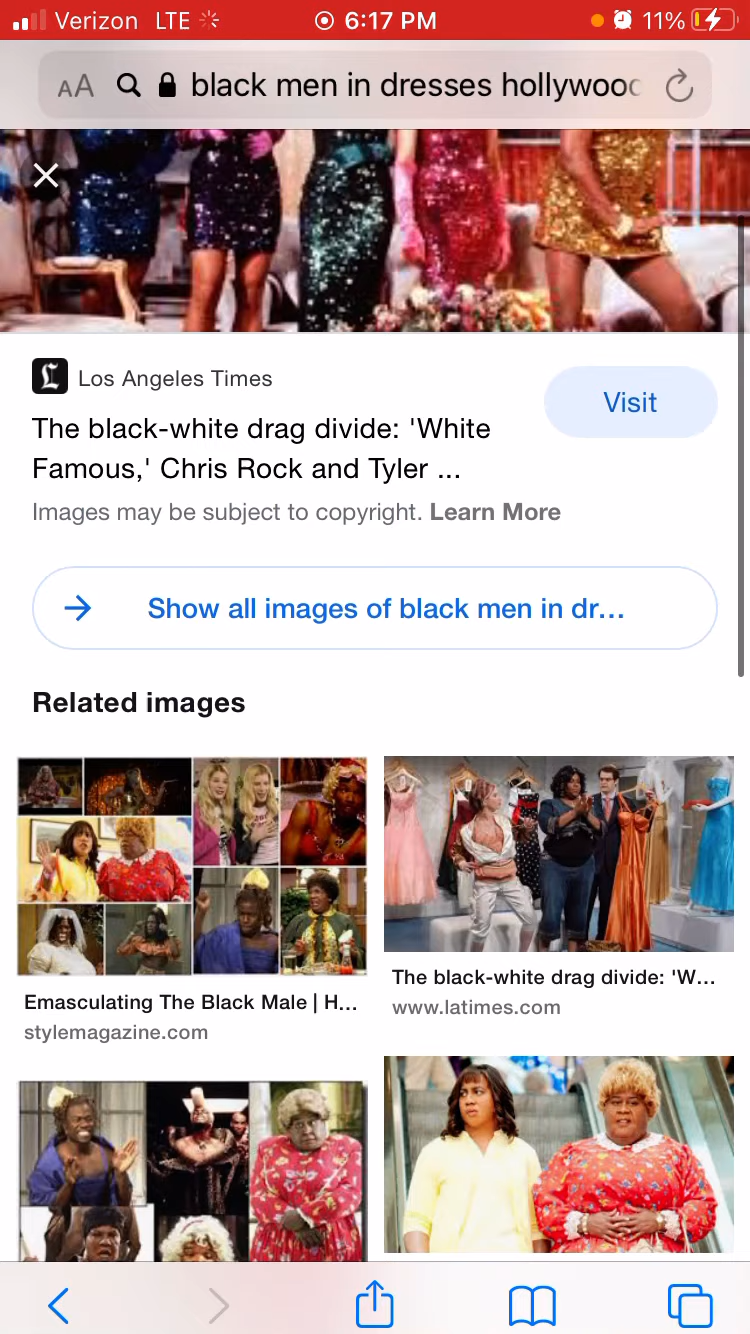 Verizon LTE 6:17 PM 11%
AA black men in dresses hollywood
Los Angeles Times
Visit
The black-white drag divide: 'White
Famous,' Chris Rock and Tyler ...
Images may be subject to copyright. Learn More
Show all images of black men in dr...
Related images
Emasculating The Black Male | H...
stylemagazine.com
The black-white drag divide: 'W...
www.latimes.com